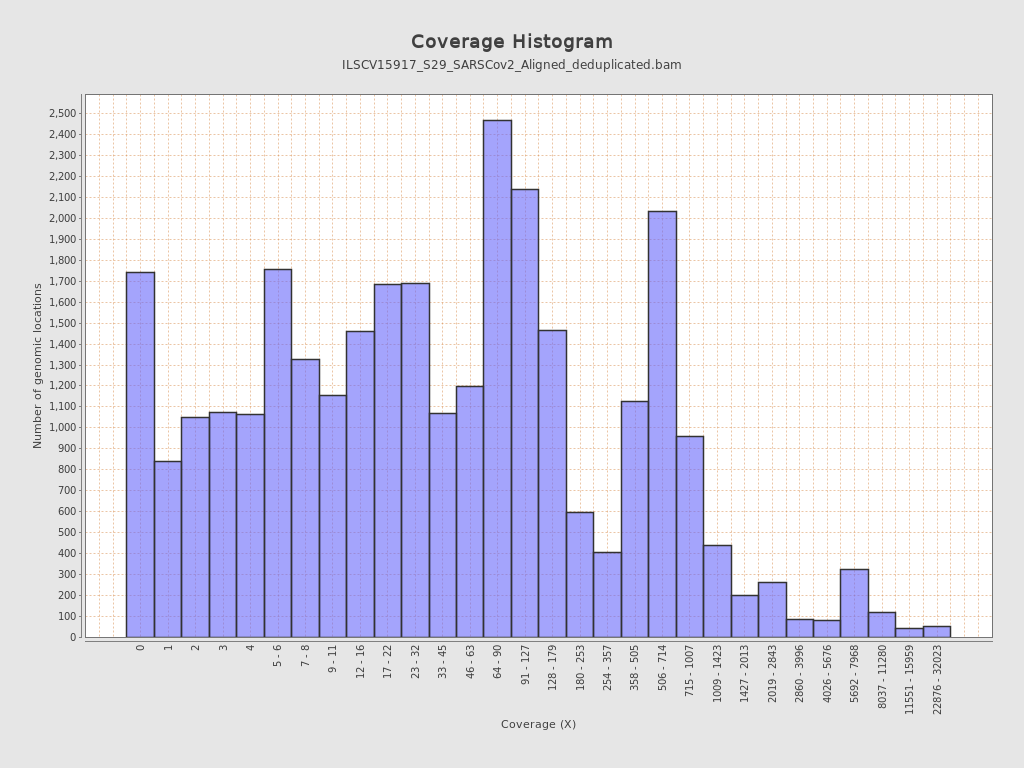 Coverage Histogram
ILSCV15917_S29_SARSCov2_Aligned_deduplicated.bam
Number of genomic locations
2,500
2,400
2,300
2,200
2,100
2,000
1,900
1,800
1,700
1,600
1,500
1,400
1,300
1,200
1,100
1,000
900
800
700
600
500
400
300
200
100
0
0
1
2
3
4
5 - 6
7 - 8
9 - 11
12 - 16
17 - 22
23 - 32
33 - 45
46 - 63
64 - 90
91 - 127
128 - 179
180 - 253
254 - 357
358 - 505
506 - 714
715 - 1007
1009 - 1423
1427 - 2013
2019 - 2843
2860 - 3996
4026 - 5676
5692 - 7968
8037 - 11280
11551 - 15959
22876 - 32023
Coverage (X)